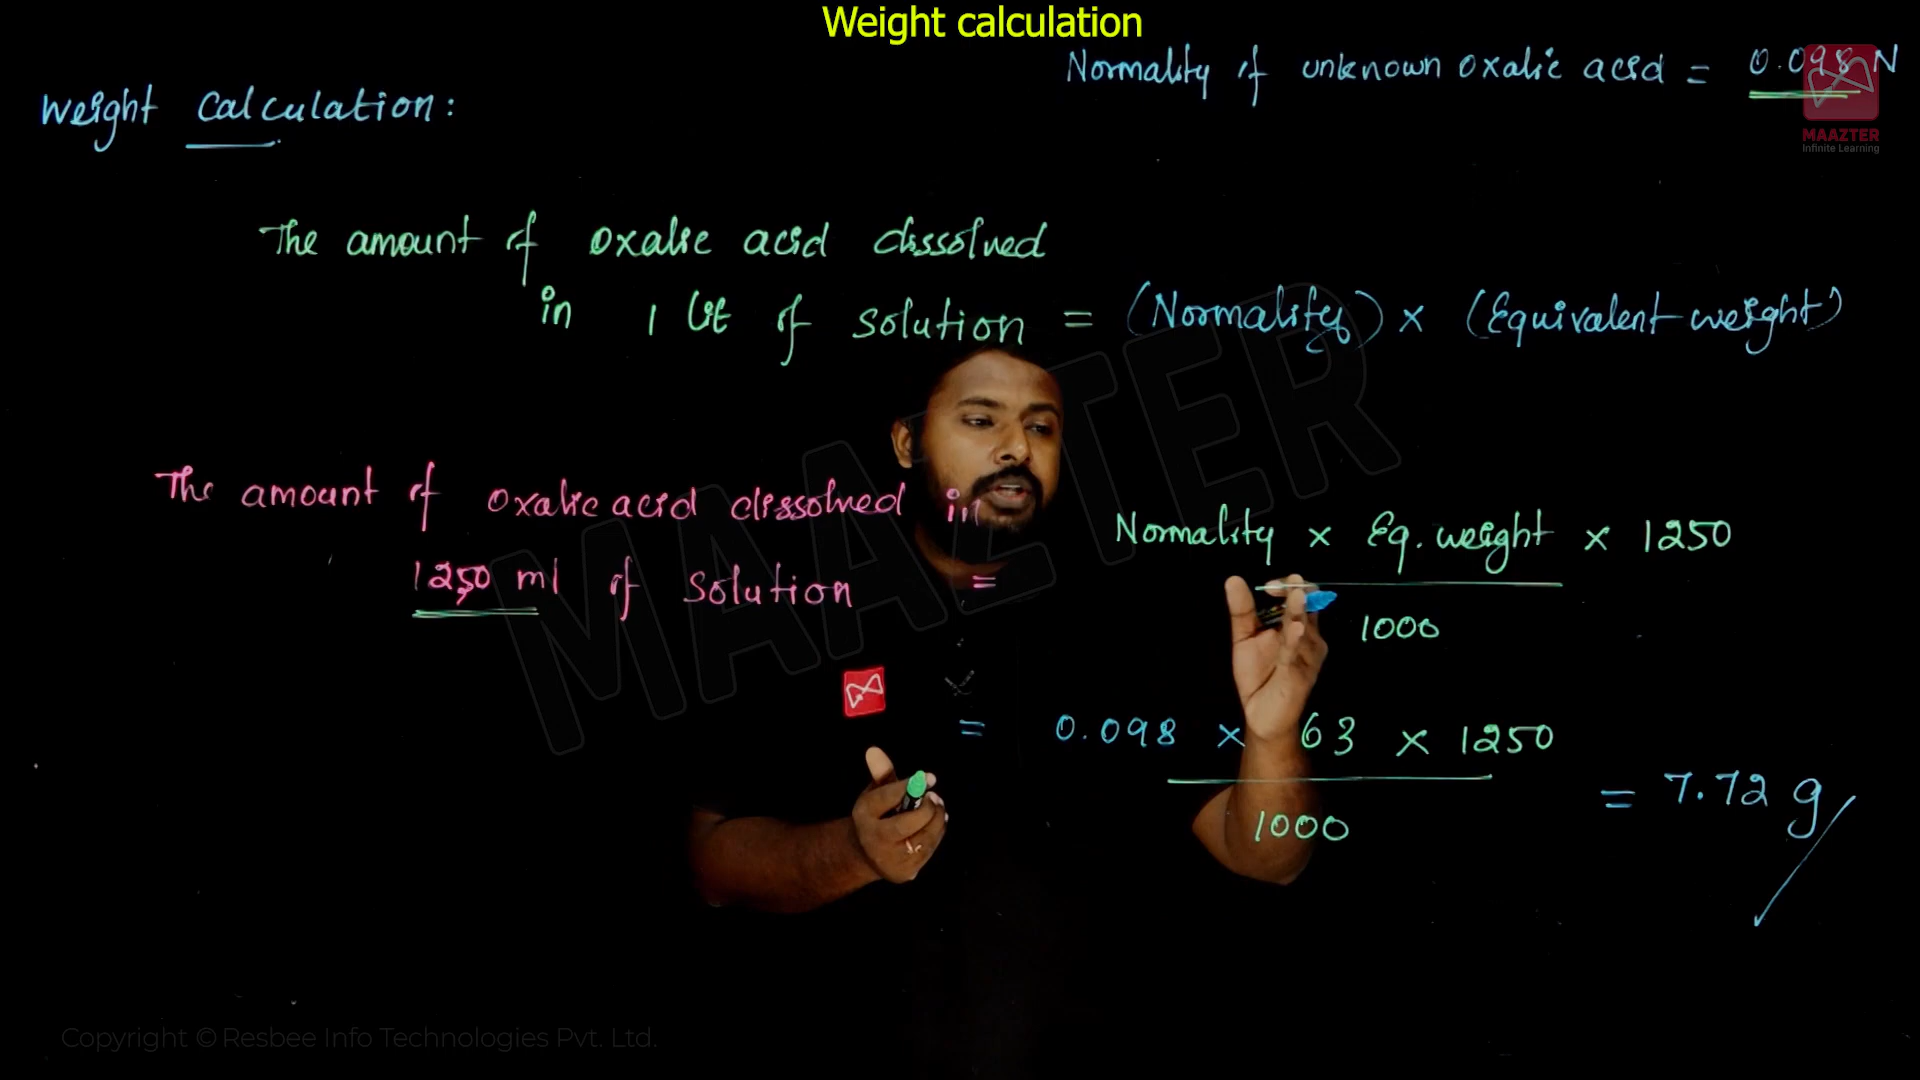 Weight calculation
Normality of unknown oxalic acid = 0.098 N
Weight Calculation:
MAAZTER
Infinite Learning
The amount of oxalic acid dissolved
in 1 lit of solution = (Normality) × (Equivalent weight)
The amount of oxalic acid dissolved in
1250 ml of solution = Normality × Eq. weight × 1250
1000
= 0.098 × 63 × 1250
1000
= 7.72 g
MAAZTER
Copyright © Resbee Info Technologies Pvt. Ltd.